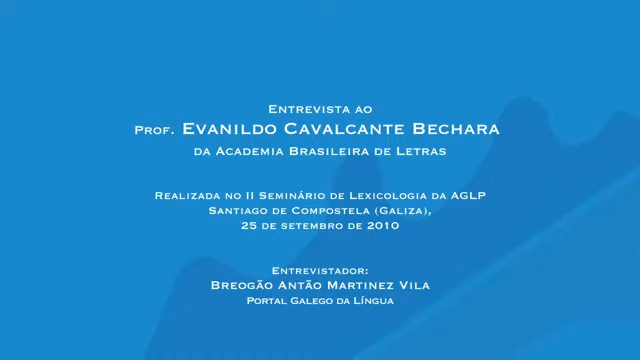 Entrevista ao
Prof. Evanildo Cavalcante Bechara
da Academia Brasileira de Letras
Realizada no II Seminário de Lexicologia da AGLP
Santiago de Compostela (Galiza),
25 de setembro de 2010
Entrevistador:
Breogão Antão Martinez Vila
Portal Galego da Língua